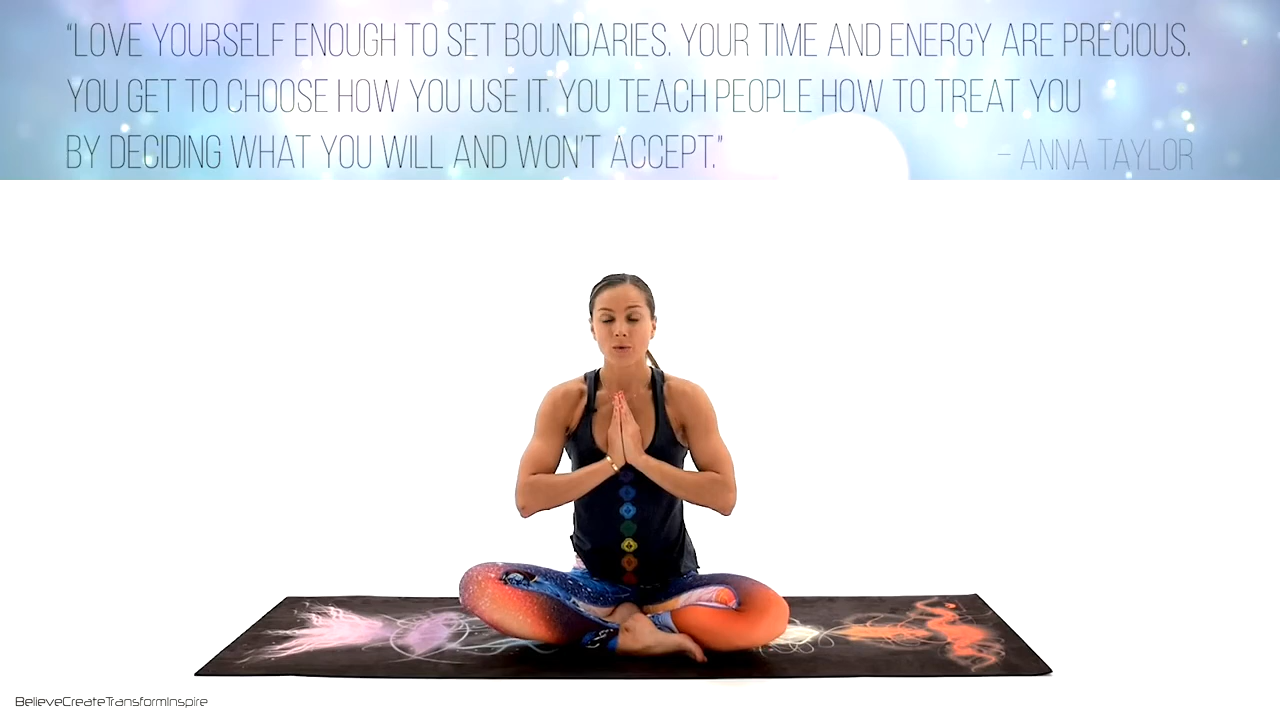 “LOVE YOURSELF ENOUGH TO SET BOUNDARIES. YOUR TIME AND ENERGY ARE PRECIOUS.
YOU GET TO CHOOSE HOW YOU USE IT. YOU TEACH PEOPLE HOW TO TREAT YOU
BY DECIDING WHAT YOU WILL AND WON'T ACCEPT.”
– ANNA TAYLOR
BelieveCreateTransformInspire